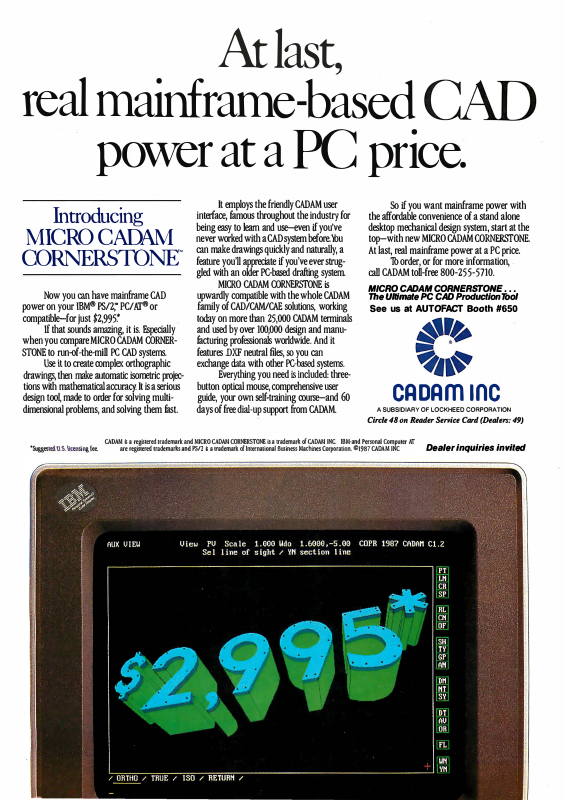 At last,
real mainframe-based CAD
power at a PC price.
Introducing
MICRO CADAM
CORNERSTONE™
Now you can have mainframe CAD
power on your IBM® PS/2,™ PC/AT® or
compatible—for just $2,995.*
If that sounds amazing, it is. Especially
when you compare MICRO CADAM CORNER-
STONE to run-of-the-mill PC CAD systems.
Use it to create complex orthographic
drawings, then make automatic isometric projec-
tions with mathematical accuracy. It is a serious
design tool, made to order for solving multi-
dimensional problems, and solving them fast.
It employs the friendly CADAM user
interface, famous throughout the industry for
being easy to learn and use—even if you've
never worked with a CAD system before. You
can make drawings quickly and naturally, a
feature you'll appreciate if you've ever strug-
gled with an older PC-based drafting system.
MICRO CADAM CORNERSTONE is
upwardly compatible with the whole CADAM
family of CAD/CAM/CAE solutions, working
today on more than 25,000 CADAM terminals
and used by over 100,000 design and manu-
facturing professionals worldwide. And it
features DXF neutral files, so you can
exchange data with other PC-based systems.
Everything you need is included: three-
button optical mouse, comprehensive user
guide, your own self-training course—and 60
days of free dial-up support from CADAM.
So if you want mainframe power with
the affordable convenience of a stand alone
desktop mechanical design system, start at the
top—with new MICRO CADAM CORNERSTONE.
At last, real mainframe power at a PC price.
To order, or for more information,
call CADAM toll-free 800-255-5710.
MICRO CADAM CORNERSTONE . . .
The Ultimate PC CAD Production Tool
See us at AUTOFACT Booth #650
®
CADAM INC
A SUBSIDIARY OF LOCKHEED CORPORATION
Circle 48 on Reader Service Card (Dealers: 49)
*Suggested U.S. licensing fee.
CADAM is a registered trademark and MICRO CADAM CORNERSTONE is a trademark of CADAM INC. IBM and Personal Computer AT
are registered trademarks and PS/2 is a trademark of International Business Machines Corporation. ©1987 CADAM INC
Dealer inquiries invited
IBM
AUX VIEW View PV Scale 1.000 Wdo 1.6000,-5.00 COPR 1987 CADAM C1.2
Sel line of sight / YN section line
$2,995*
PT
LN
CR
SP
RL
CN
OF
SH
TV
GP
AN
DM
NT
SY
DT
AV
OR
FL
WN
YN
/ ORTHO / TRUE / ISO / RETURN /